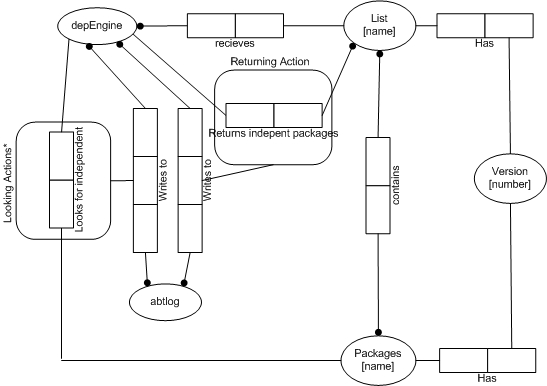 depEngine
List
[name]
recieves
Has
Returning Action
Returns indepent packages
Looking Actions*
Looks for independent
Writes to
Writes to
contains
Version
[number]
abtlog
Packages
[name]
Has